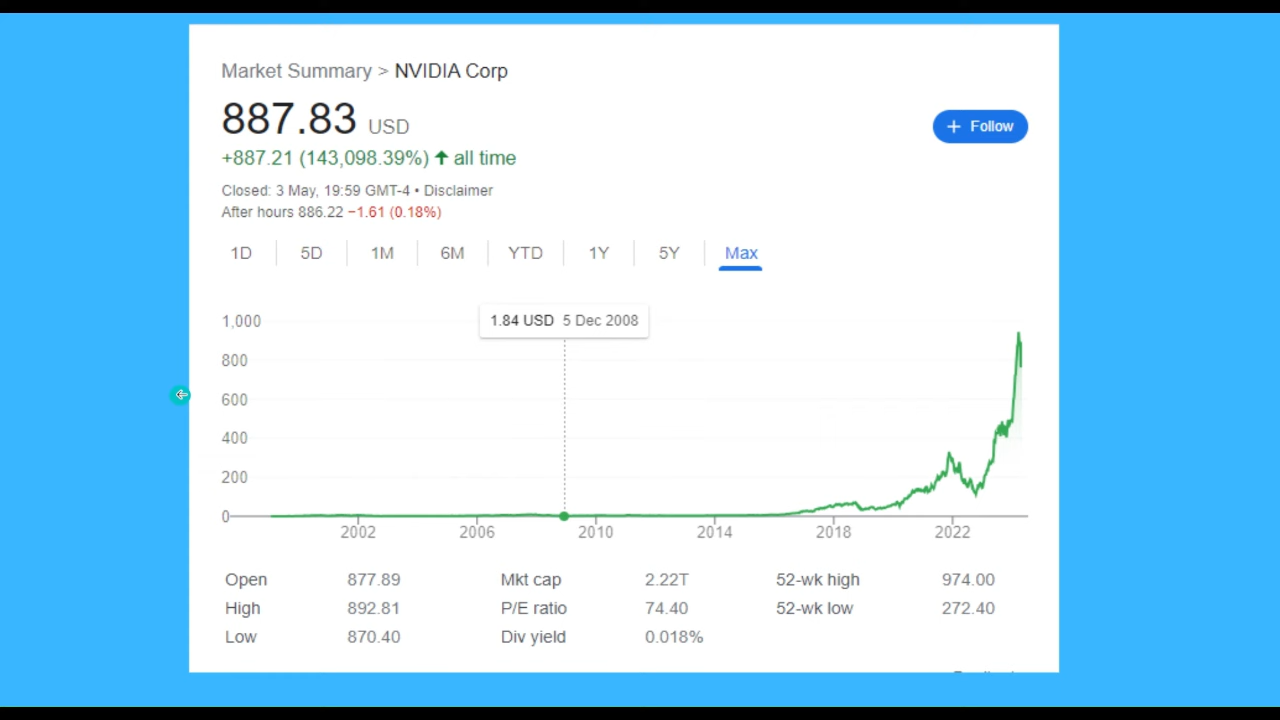 Market Summary > NVIDIA Corp
887.83 USD
+ Follow
+887.21 (143,098.39%) ↑ all time
Closed: 3 May, 19:59 GMT-4 • Disclaimer
After hours 886.22 −1.61 (0.18%)
1D 5D 1M 6M YTD 1Y 5Y Max
1.84 USD 5 Dec 2008
1,000
800
600
400
200
0
2002 2006 2010 2014 2018 2022
Open 877.89 Mkt cap 2.22T 52-wk high 974.00
High 892.81 P/E ratio 74.40 52-wk low 272.40
Low 870.40 Div yield 0.018%